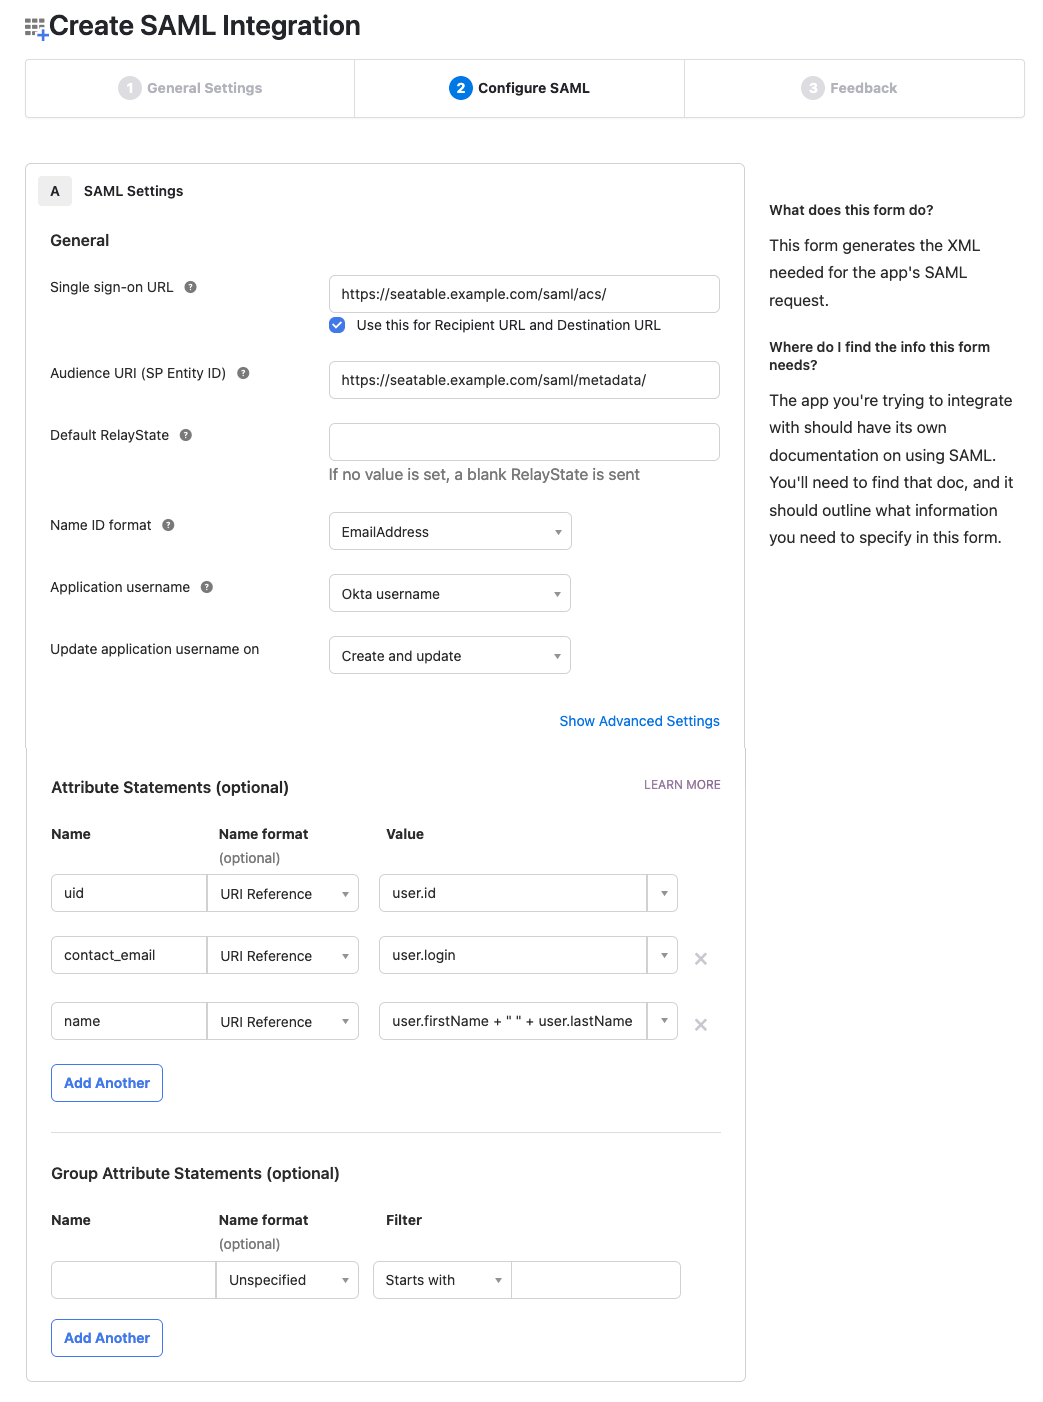 Create SAML Integration
1 General Settings
2 Configure SAML
3 Feedback
A SAML Settings
General
Single sign-on URL ?
https://seatable.example.com/saml/acs/
Use this for Recipient URL and Destination URL
Audience URI (SP Entity ID) ?
https://seatable.example.com/saml/metadata/
Default RelayState ?
If no value is set, a blank RelayState is sent
Name ID format ?
EmailAddress
Application username ?
Okta username
Update application username on
Create and update
Show Advanced Settings
What does this form do?
This form generates the XML
needed for the app's SAML
request.
Where do I find the info this form
needs?
The app you're trying to integrate
with should have its own
documentation on using SAML.
You'll need to find that doc, and it
should outline what information
you need to specify in this form.
Attribute Statements (optional)
LEARN MORE
Name Name format Value
(optional)
uid URI Reference user.id
contact_email URI Reference user.login
name URI Reference user.firstName + " " + user.lastName
Add Another
Group Attribute Statements (optional)
Name Name format Filter
(optional)
Unspecified Starts with
Add Another